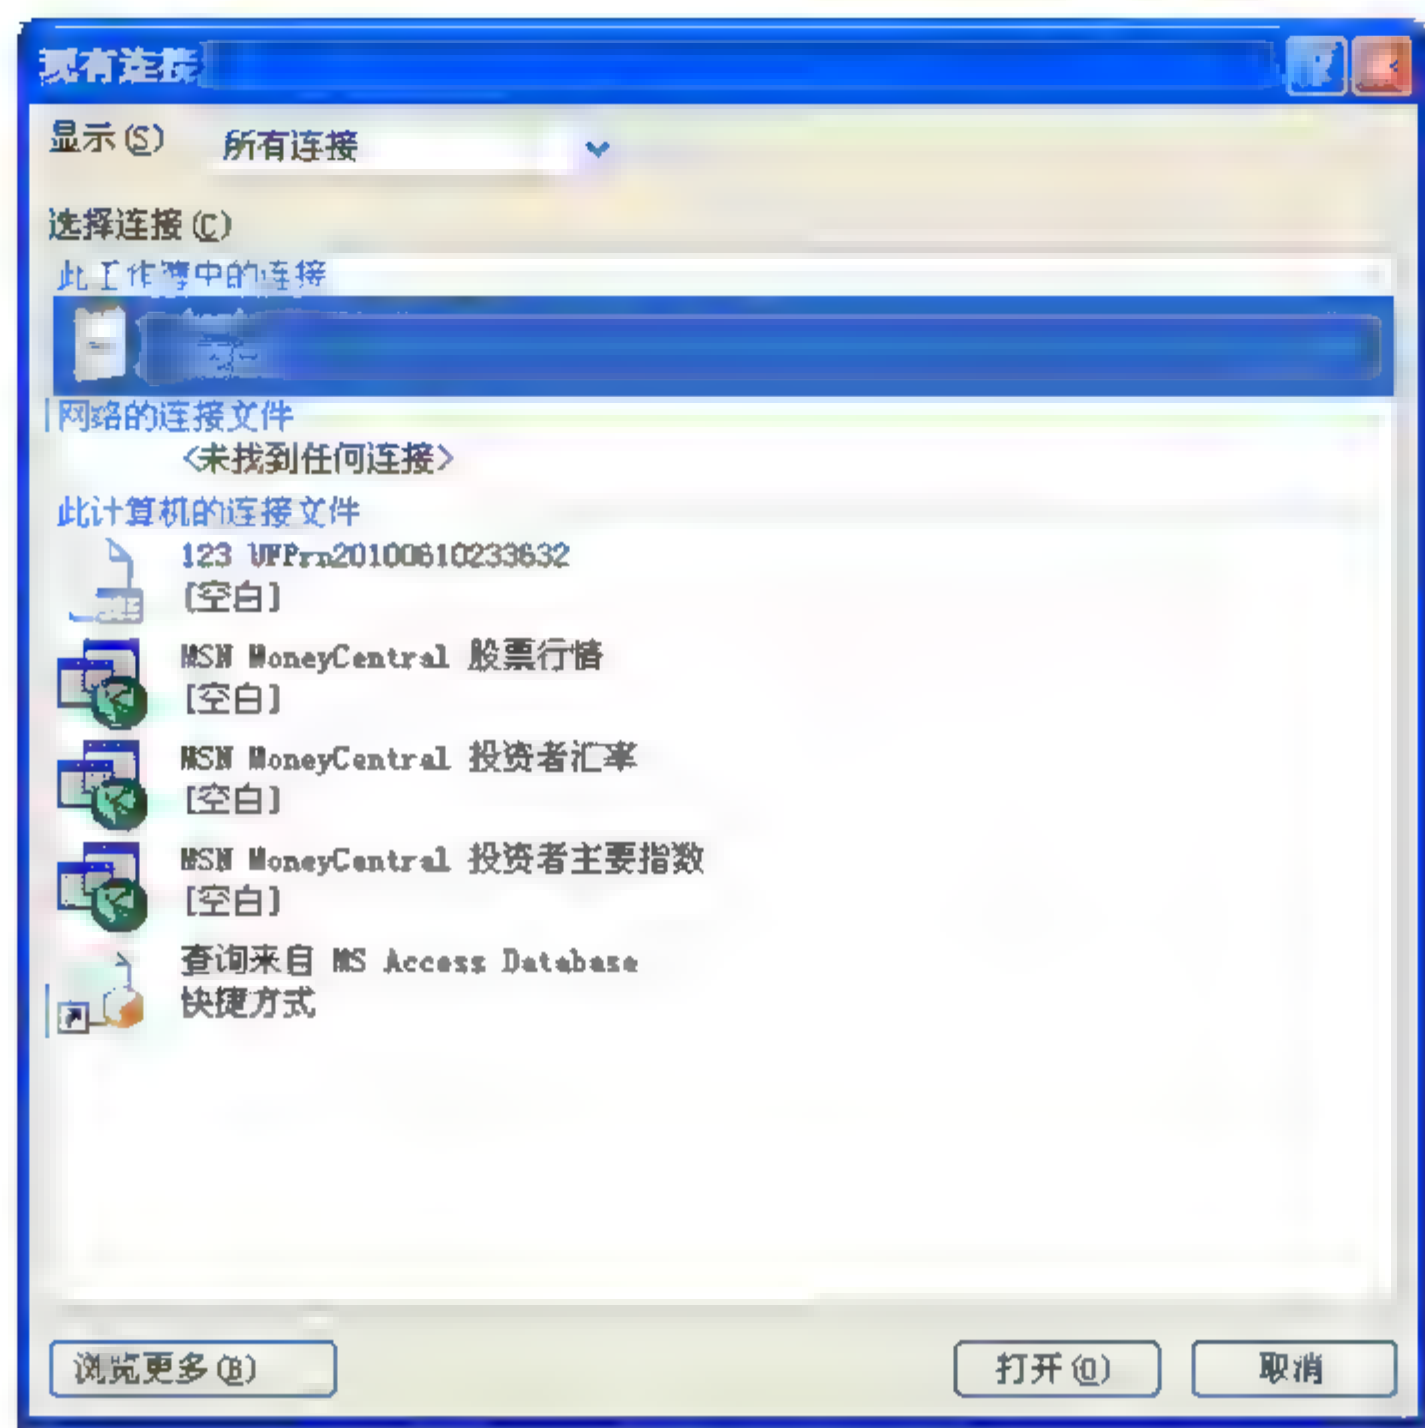 现有连接
显示(S) 所有连接
选择连接(C)
此工作簿中的连接
网络的连接文件
<未找到任何连接>
此计算机的连接文件
123 UFPrn20100610233632
[空白]
MSN MoneyCentral 股票行情
[空白]
MSN MoneyCentral 投资者汇率
[空白]
MSN MoneyCentral 投资者主要指数
[空白]
查询来自 MS Access Database
快捷方式
浏览更多(B) 打开(O) 取消